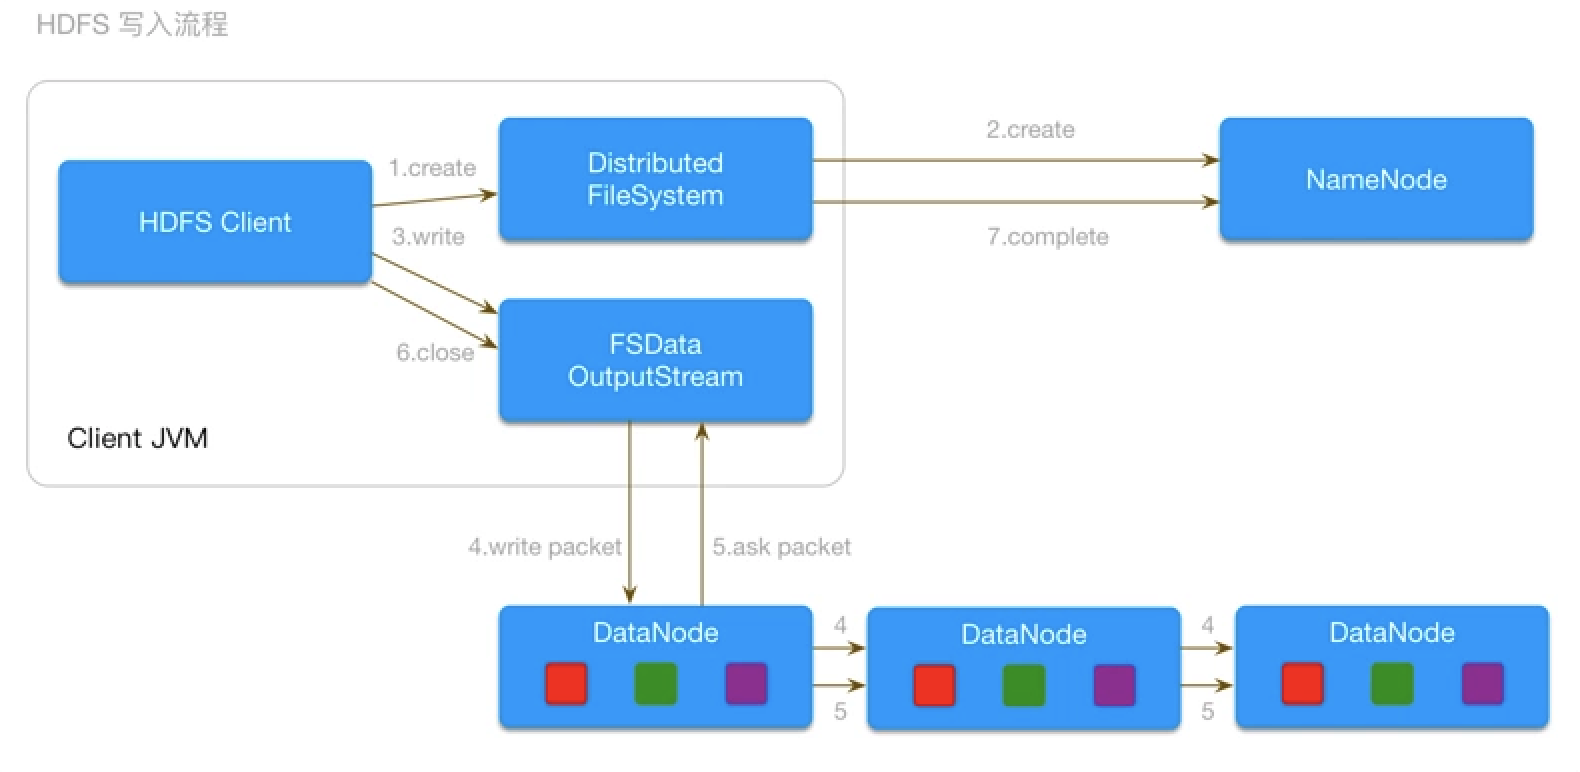 HDFS 写入流程
1.create
Distributed
FileSystem
2.create
NameNode
HDFS Client
3.write
7.complete
FSData
OutputStream
6.close
Client JVM
4.write packet
5.ask packet
DataNode
4
5
DataNode
4
5
DataNode